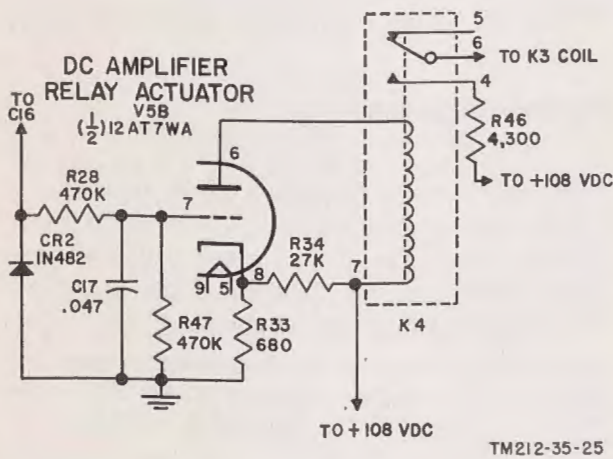 DC AMPLIFIER
RELAY ACTUATOR
V5B
(½)12AT7WA
TO
C16
5
6
TO K3 COIL
4
R46
4,300
TO +108 VDC
6
R28
470K
7
CR2
IN482
C17
.047
9
5
8
R34
27K
7
R47
470K
R33
680
K4
TO +108 VDC
TM212-35-25